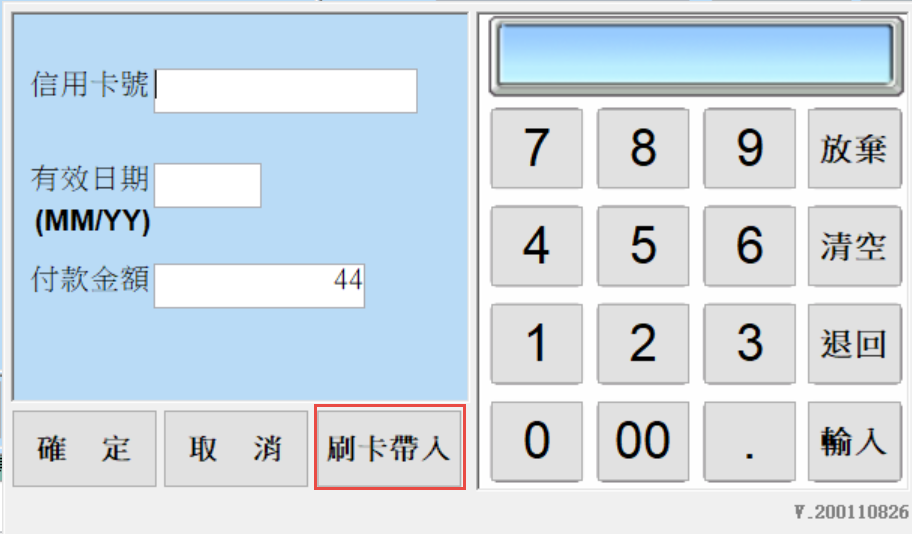 信用卡號
有效日期
(MM/YY)
付款金額 44
確 定 取 消 刷卡帶入
7 8 9 放棄
4 5 6 清空
1 2 3 退回
0 00 . 輸入
V.200110826